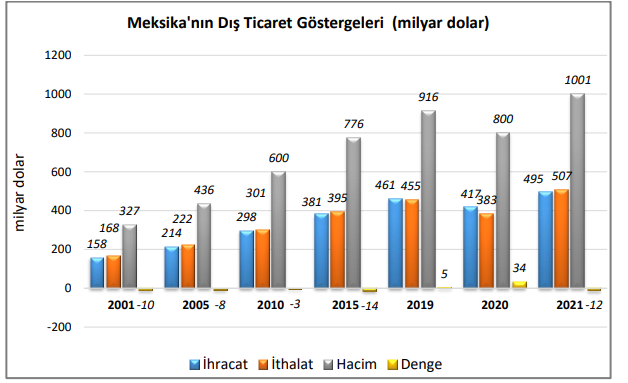 Meksika'nın Dış Ticaret Göstergeleri (milyar dolar)
milyar dolar
1200
1000
800
600
400
200
0
-200
158 168 327
214 222 436
298 301 600
381 395 776
461 455 916
417 383 800
495 507 1001
2001 -10
2005 -8
2010 -3
2015 -14
2019 5
2020 34
2021 -12
İhracat İthalat Hacim Denge